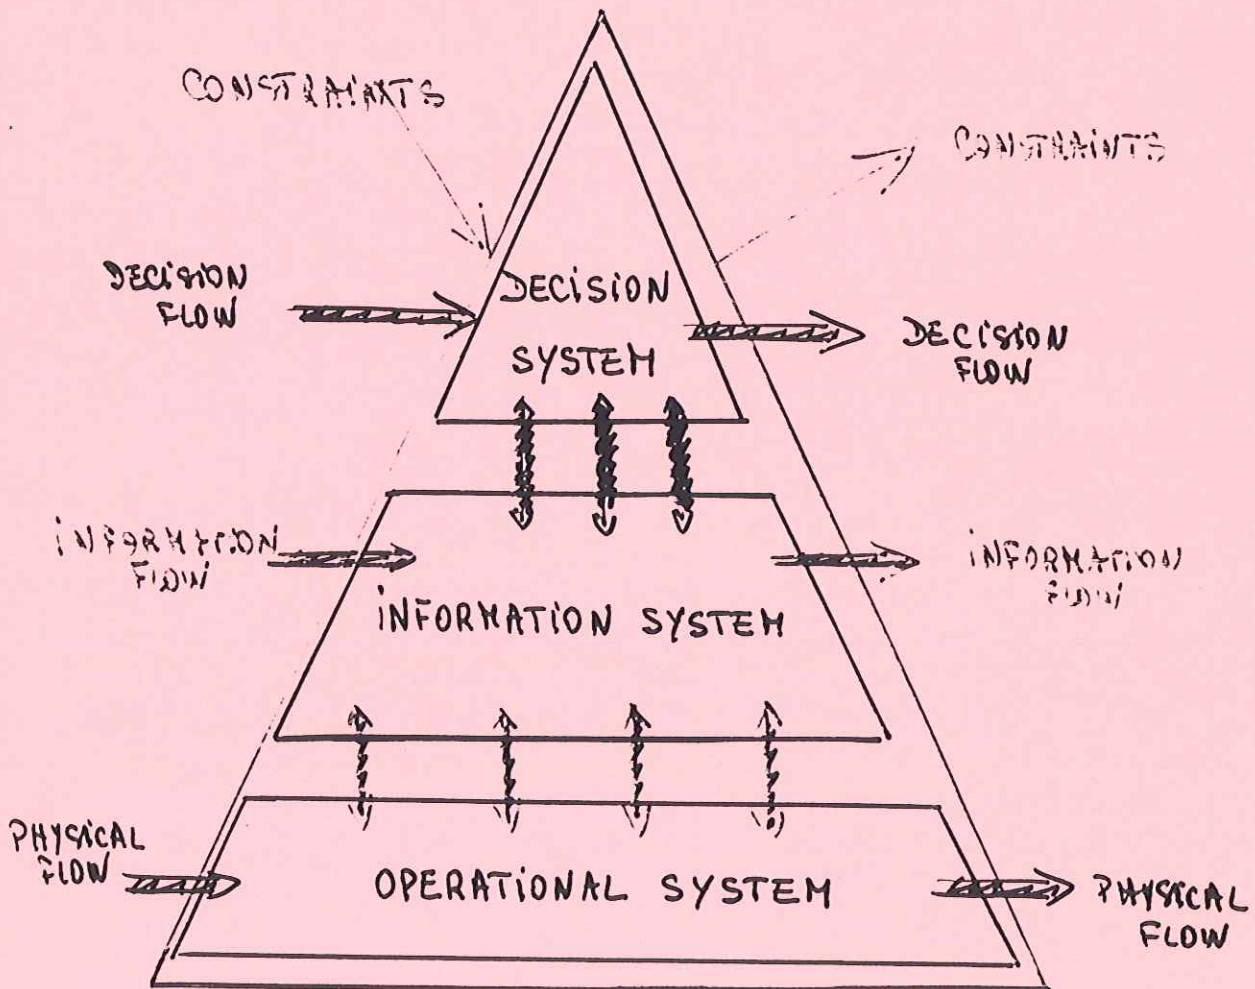 CONSTRAINTS
CONSTRAINTS
DECISION
FLOW
DECISION
SYSTEM
DECISION
FLOW
INFORMATION
FLOW
INFORMATION
FLOW
INFORMATION SYSTEM
PHYSICAL
FLOW
OPERATIONAL SYSTEM
PHYSICAL
FLOW